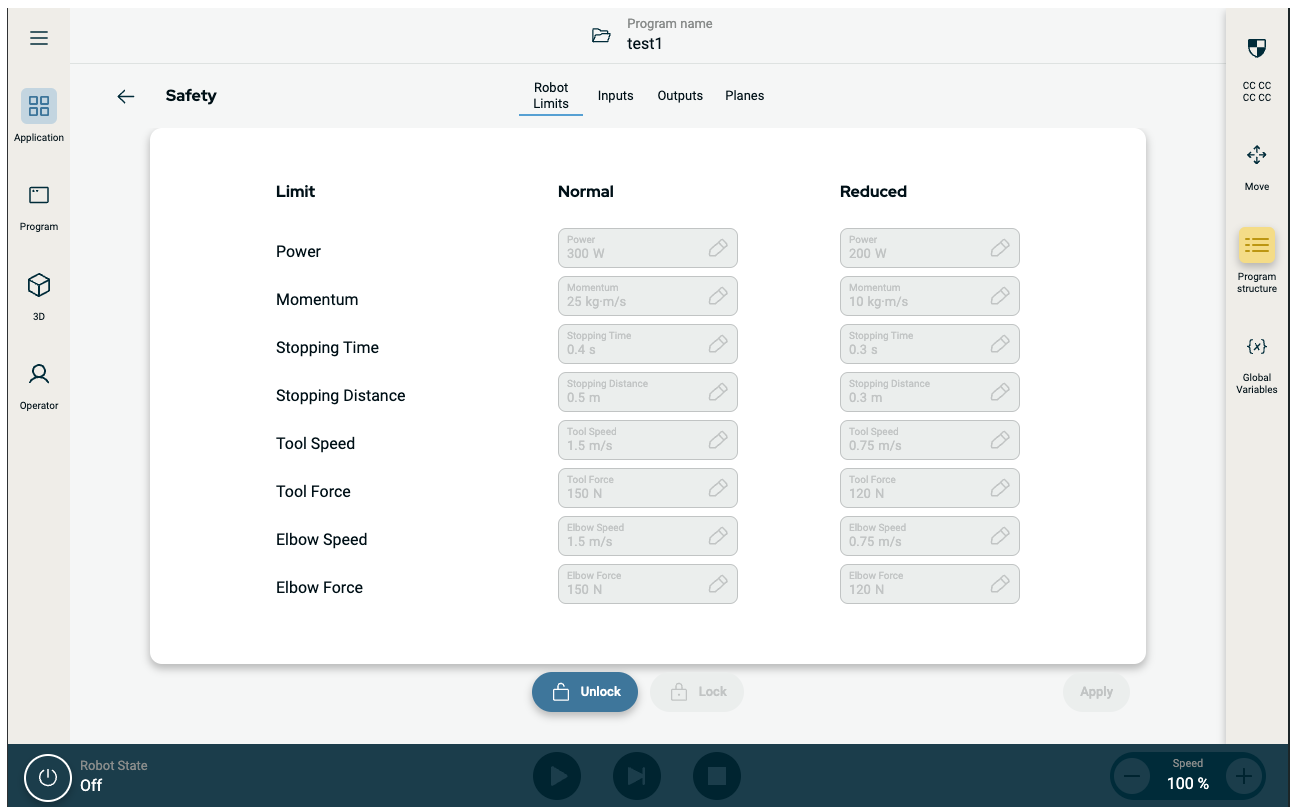 Program name
test1
Safety
Robot
Limits
Inputs
Outputs
Planes
Application
Program
3D
Operator
Limit
Normal
Reduced
Power
Power
300 W
Power
200 W
Momentum
Momentum
25 kg·m/s
Momentum
10 kg·m/s
Stopping Time
Stopping Time
0.4 s
Stopping Time
0.3 s
Stopping Distance
Stopping Distance
0.5 m
Stopping Distance
0.3 m
Tool Speed
Tool Speed
1.5 m/s
Tool Speed
0.75 m/s
Tool Force
Tool Force
150 N
Tool Force
120 N
Elbow Speed
Elbow Speed
1.5 m/s
Elbow Speed
0.75 m/s
Elbow Force
Elbow Force
150 N
Elbow Force
120 N
Unlock
Lock
Apply
CC CC
CC CC
Move
Program
structure
{x}
Global
Variables
Robot State
Off
Speed
100 %